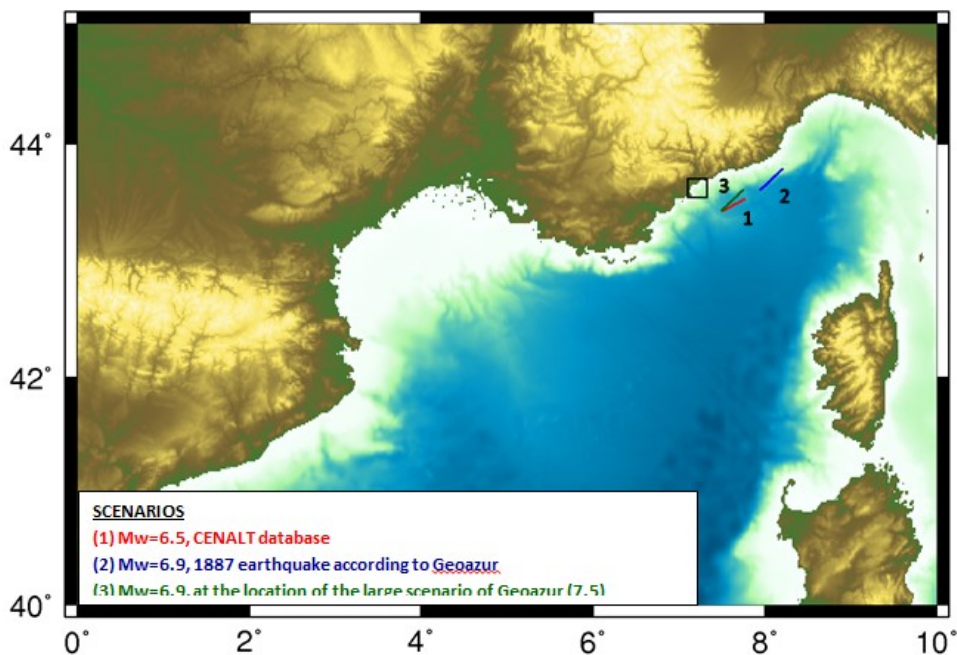 44°
3
2
1
42°
SCENARIOS
(1) Mw=6.5, CENALT database
(2) Mw=6.9, 1887 earthquake according to Geoazur
(3) Mw=6.9, at the location of the large scenario of Geoazur (7.5)
40°
0° 2° 4° 6° 8° 10°